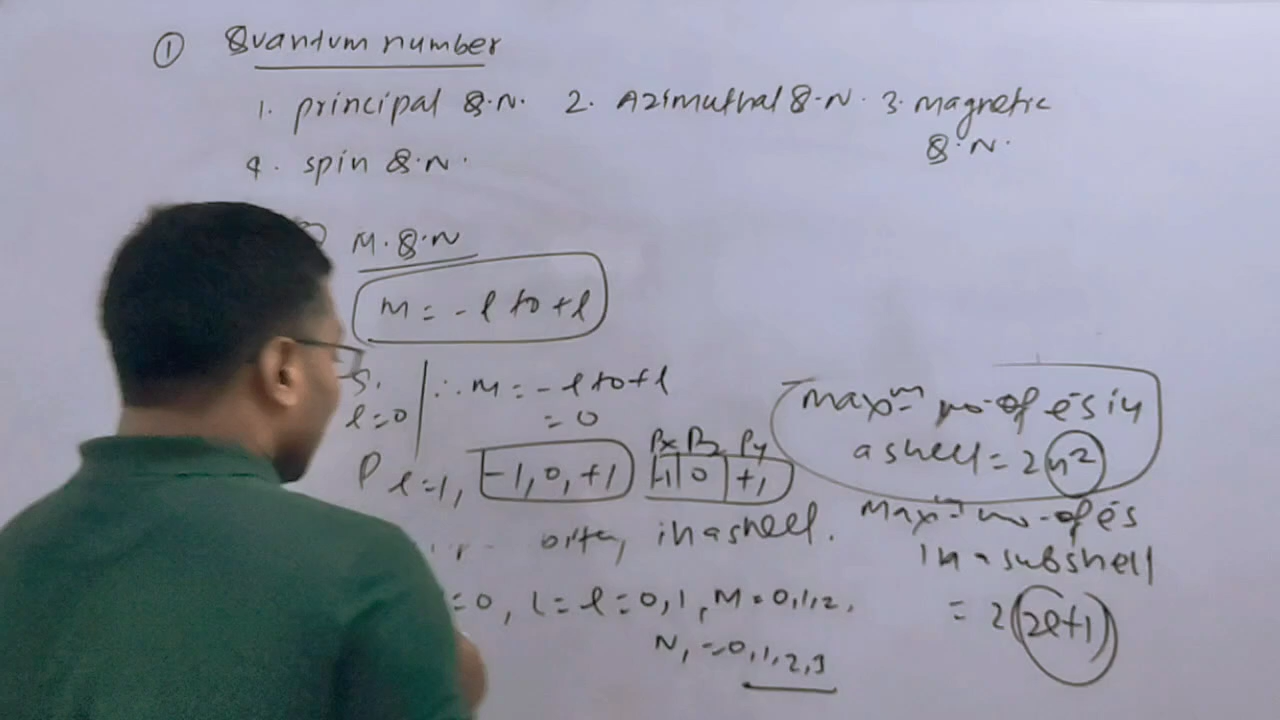 ① Quantum number
1. principal Q.N. 2. Azimuthal Q.N. 3. magnetic
Q.N.
4. spin Q.N.
M.Q.N
m = -l to +l
S. ∴ m = -l to +l
l=0 = 0
Px Pz Py
P l=1, -1, 0, +1 -1 0 +1
maxᵐ no. of e⁻s in
a shell = 2n²
in a shell.
maxᵐ no. of e⁻s
in a subshell
= 2(2l+1)
=0, L = l = 0, 1, M = 0,1,2,
N, = 0,1,2,3